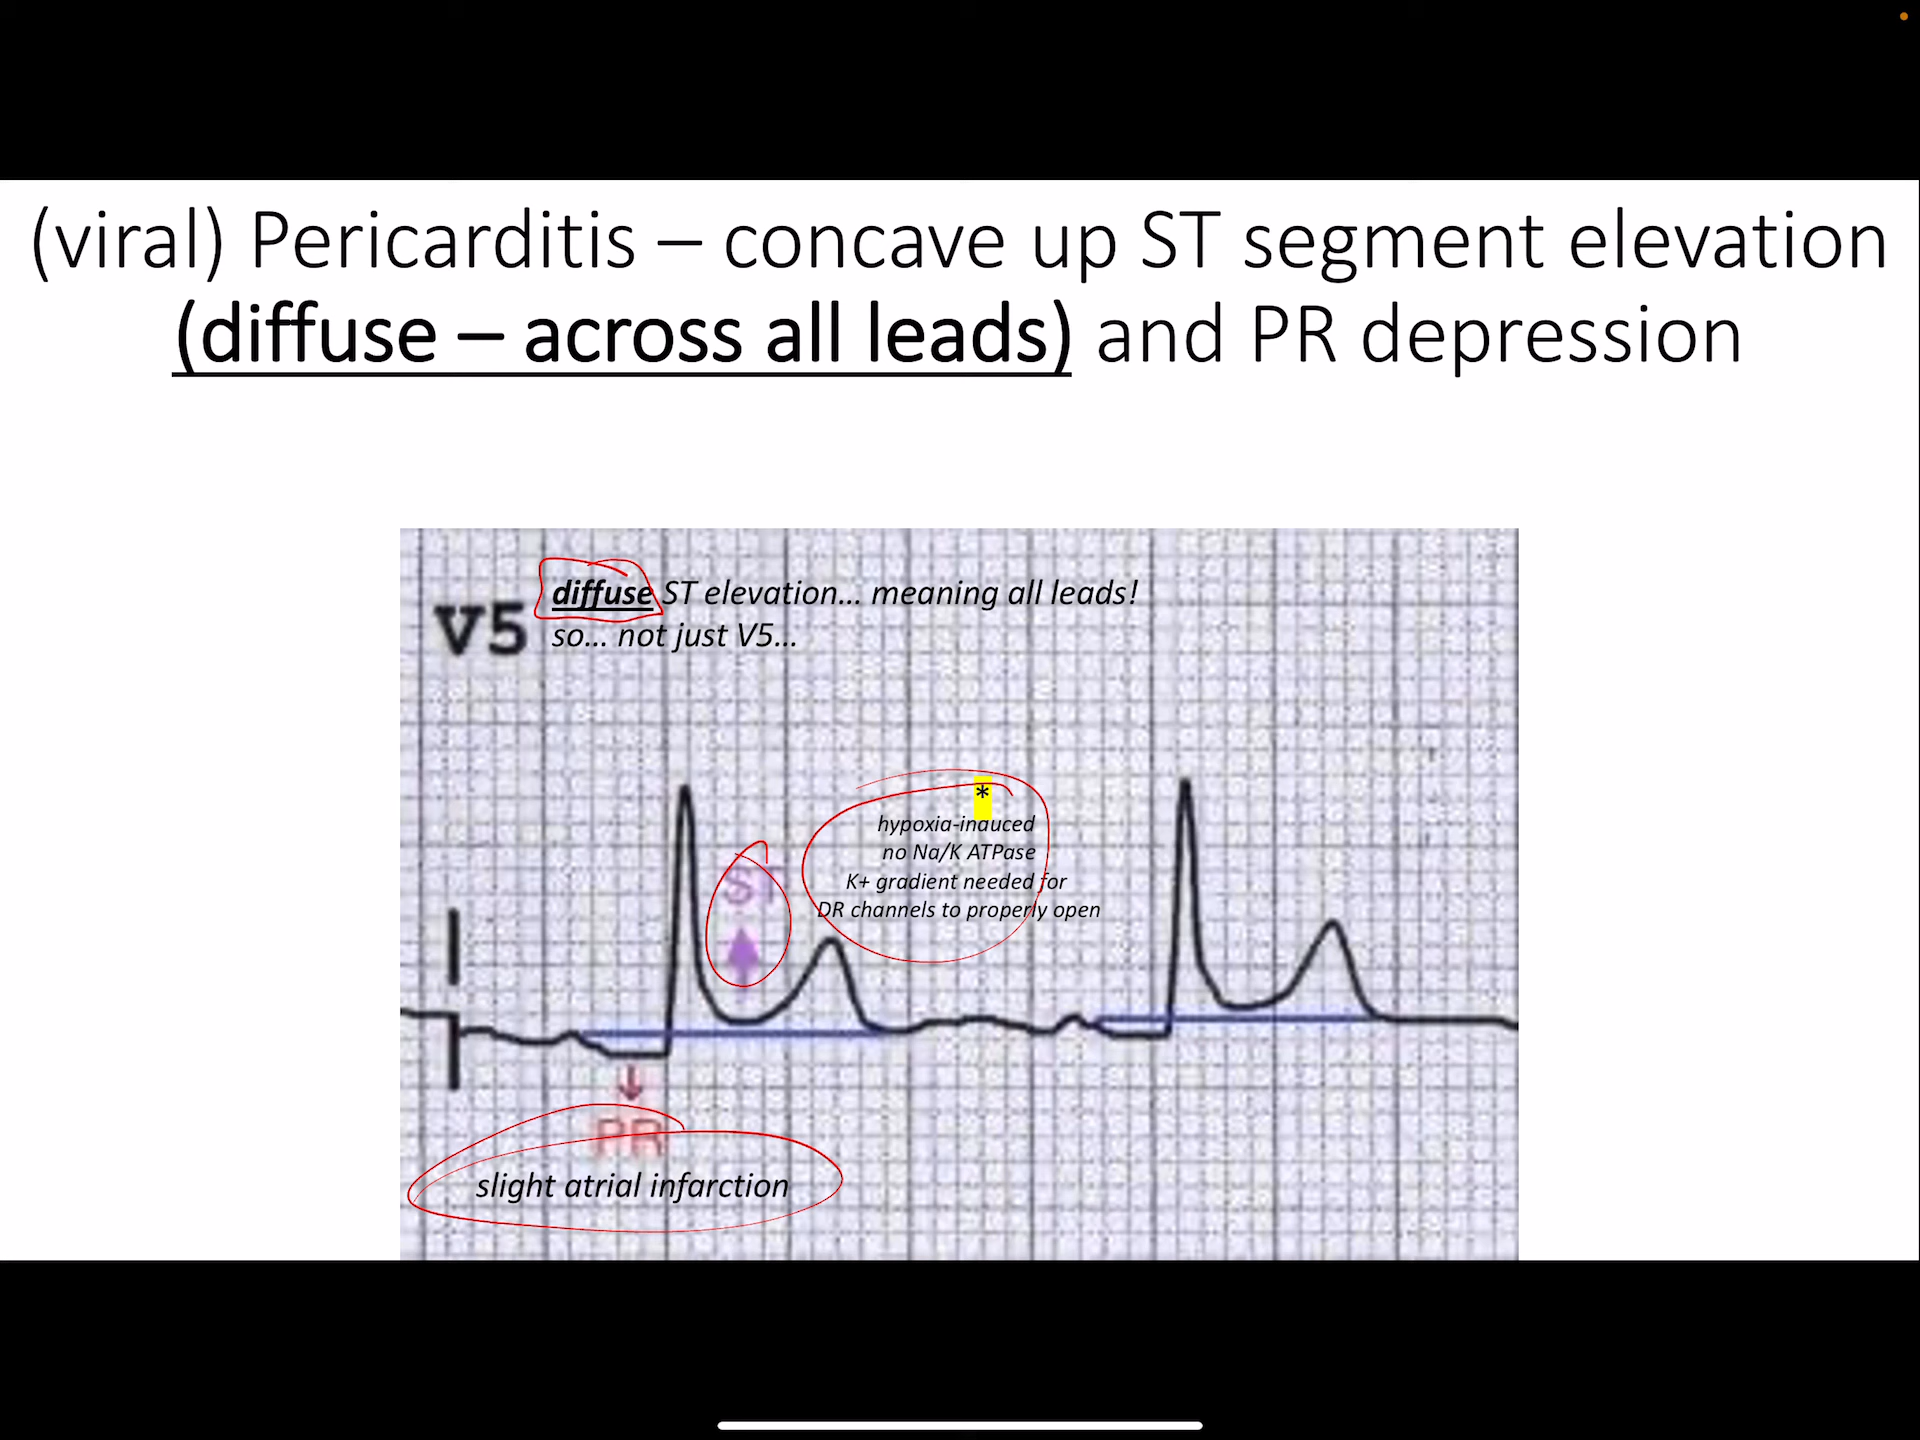 (viral) Pericarditis – concave up ST segment elevation
(diffuse – across all leads) and PR depression
diffuse ST elevation... meaning all leads!
V5
so... not just V5...
*
hypoxia-induced
no Na/K ATPase
ST
K+ gradient needed for
DR channels to properly open
PR
slight atrial infarction